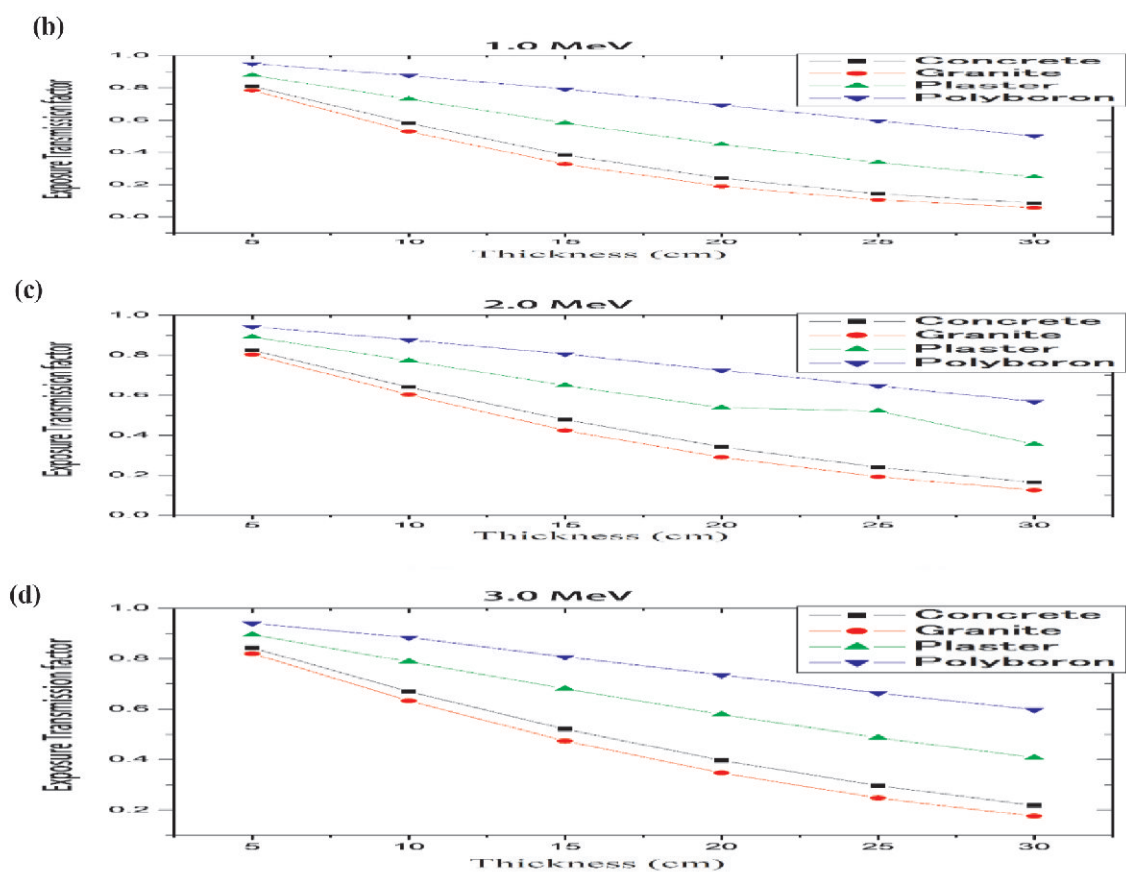 (b)
1.0 MeV
Exposure Transmission factor
1.0
0.8
0.6
0.4
0.2
0.0
Concrete
Granite
Plaster
Polyboron
5 10 15 20 25 30
Thickness (cm)
(c)
2.0 MeV
Exposure Transmission factor
1.0
0.8
0.6
0.4
0.2
0.0
Concrete
Granite
Plaster
Polyboron
5 10 15 20 25 30
Thickness (cm)
(d)
3.0 MeV
Exposure Transmission factor
1.0
0.8
0.6
0.4
0.2
Concrete
Granite
Plaster
Polyboron
5 10 15 20 25 30
Thickness (cm)